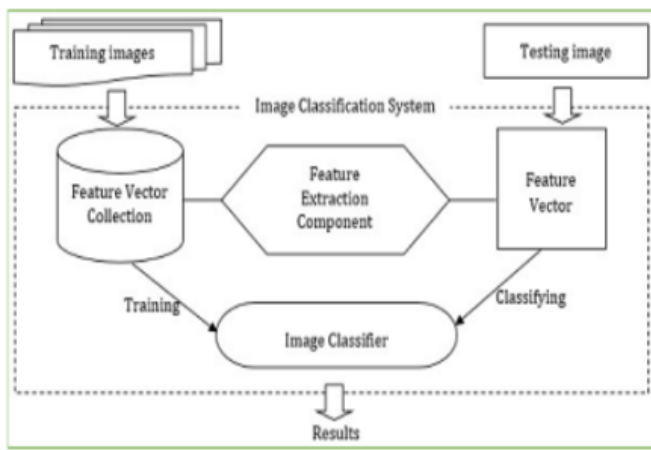 Training images
Testing image
Image Classification System
Feature Vector
Collection
Feature
Extraction
Component
Feature
Vector
Training
Classifying
Image Classifier
Results